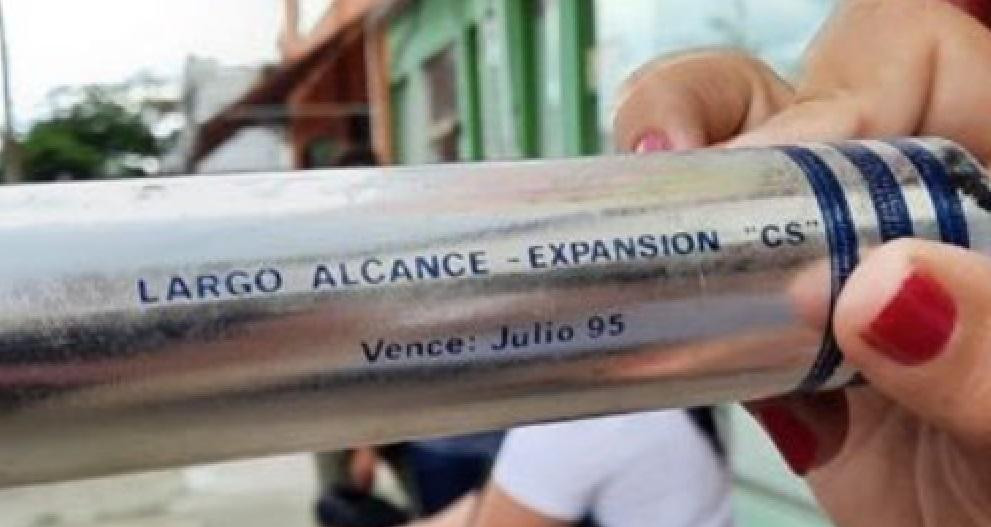 LARGO ALCANCE - EXPANSION "CS"
Vence: Julio 95